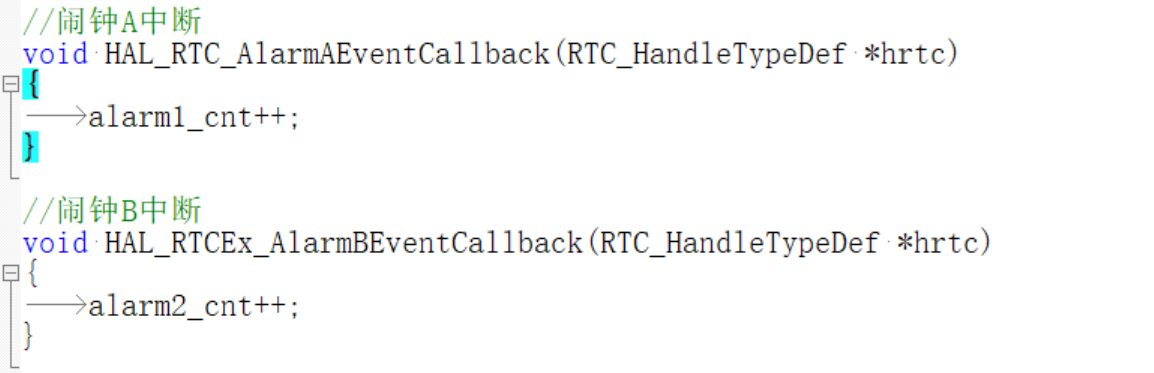 //闹钟A中断
void HAL_RTC_AlarmAEventCallback(RTC_HandleTypeDef *hrtc)
{
alarm1_cnt++;
}
//闹钟B中断
void HAL_RTCEx_AlarmBEventCallback(RTC_HandleTypeDef *hrtc)
{
alarm2_cnt++;
}